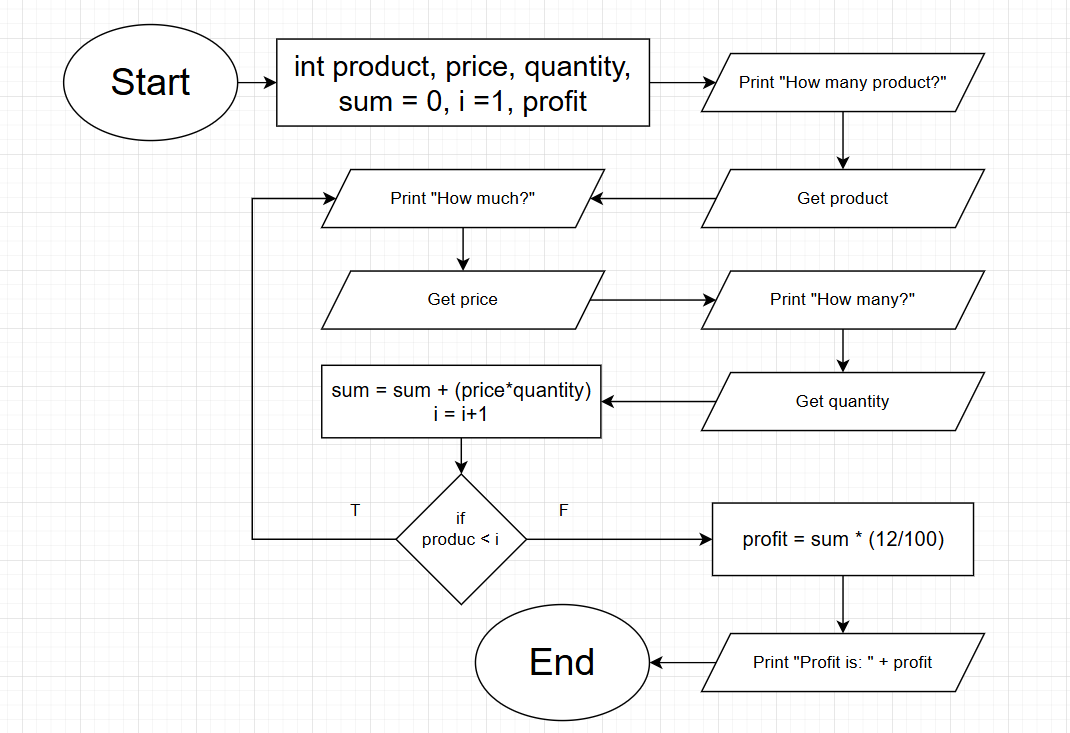 Start
int product, price, quantity,
sum = 0, i =1, profit
Print "How many product?"
Get product
Print "How much?"
Get price
Print "How many?"
Get quantity
sum = sum + (price*quantity)
i = i+1
if
produc < i
T
F
profit = sum * (12/100)
Print "Profit is: " + profit
End